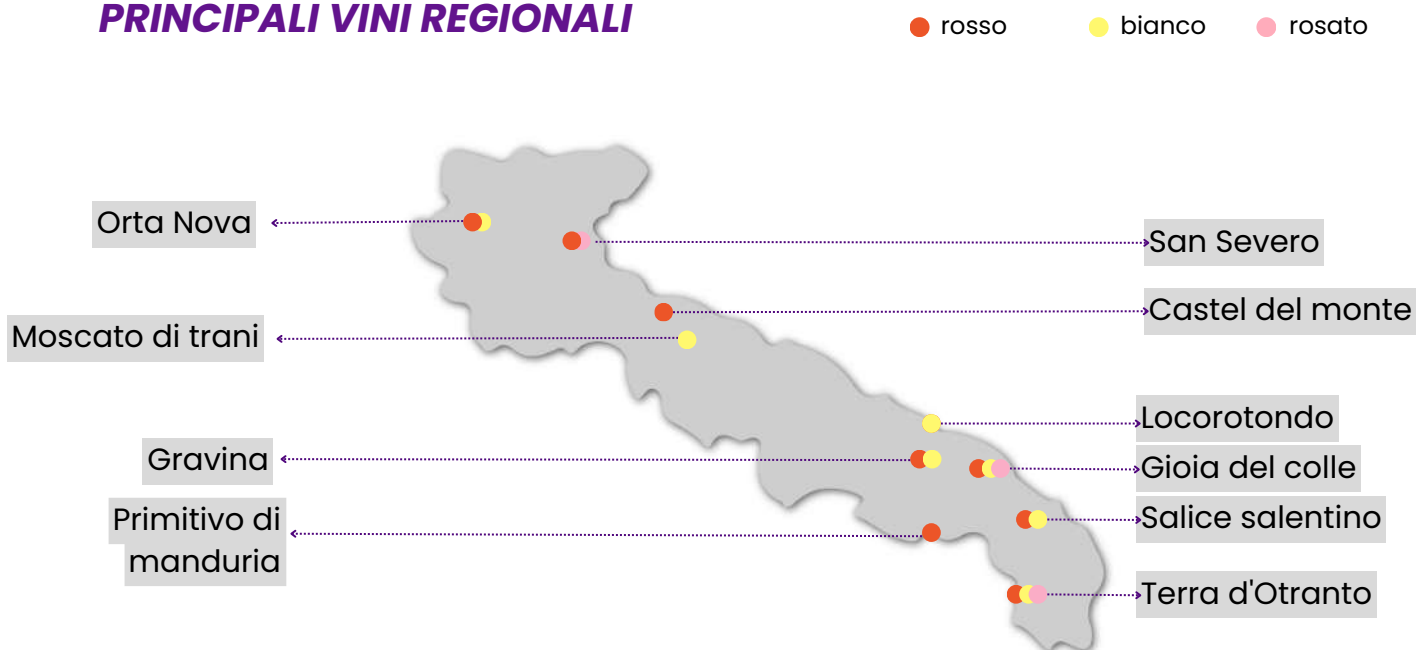 PRINCIPALI VINI REGIONALI
rosso
bianco
rosato
Orta Nova
San Severo
Castel del monte
Moscato di trani
Locorotondo
Gravina
Gioia del colle
Primitivo di
manduria
Salice salentino
Terra d'Otranto